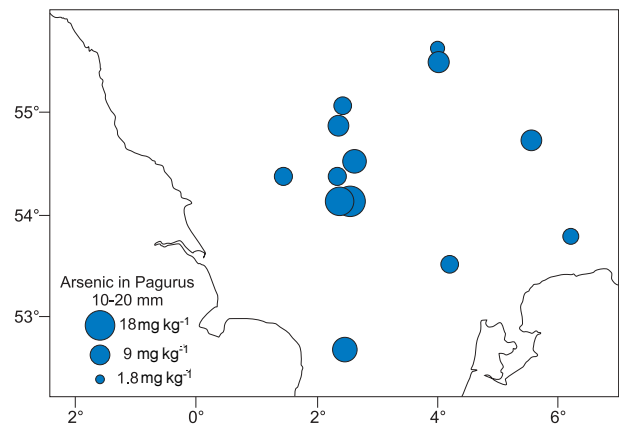 55°
54°
53°
Arsenic in Pagurus
10-20 mm
18mg kg⁻¹
9 mg kg⁻¹
1.8mg kg⁻¹
2° 0° 2° 4° 6°